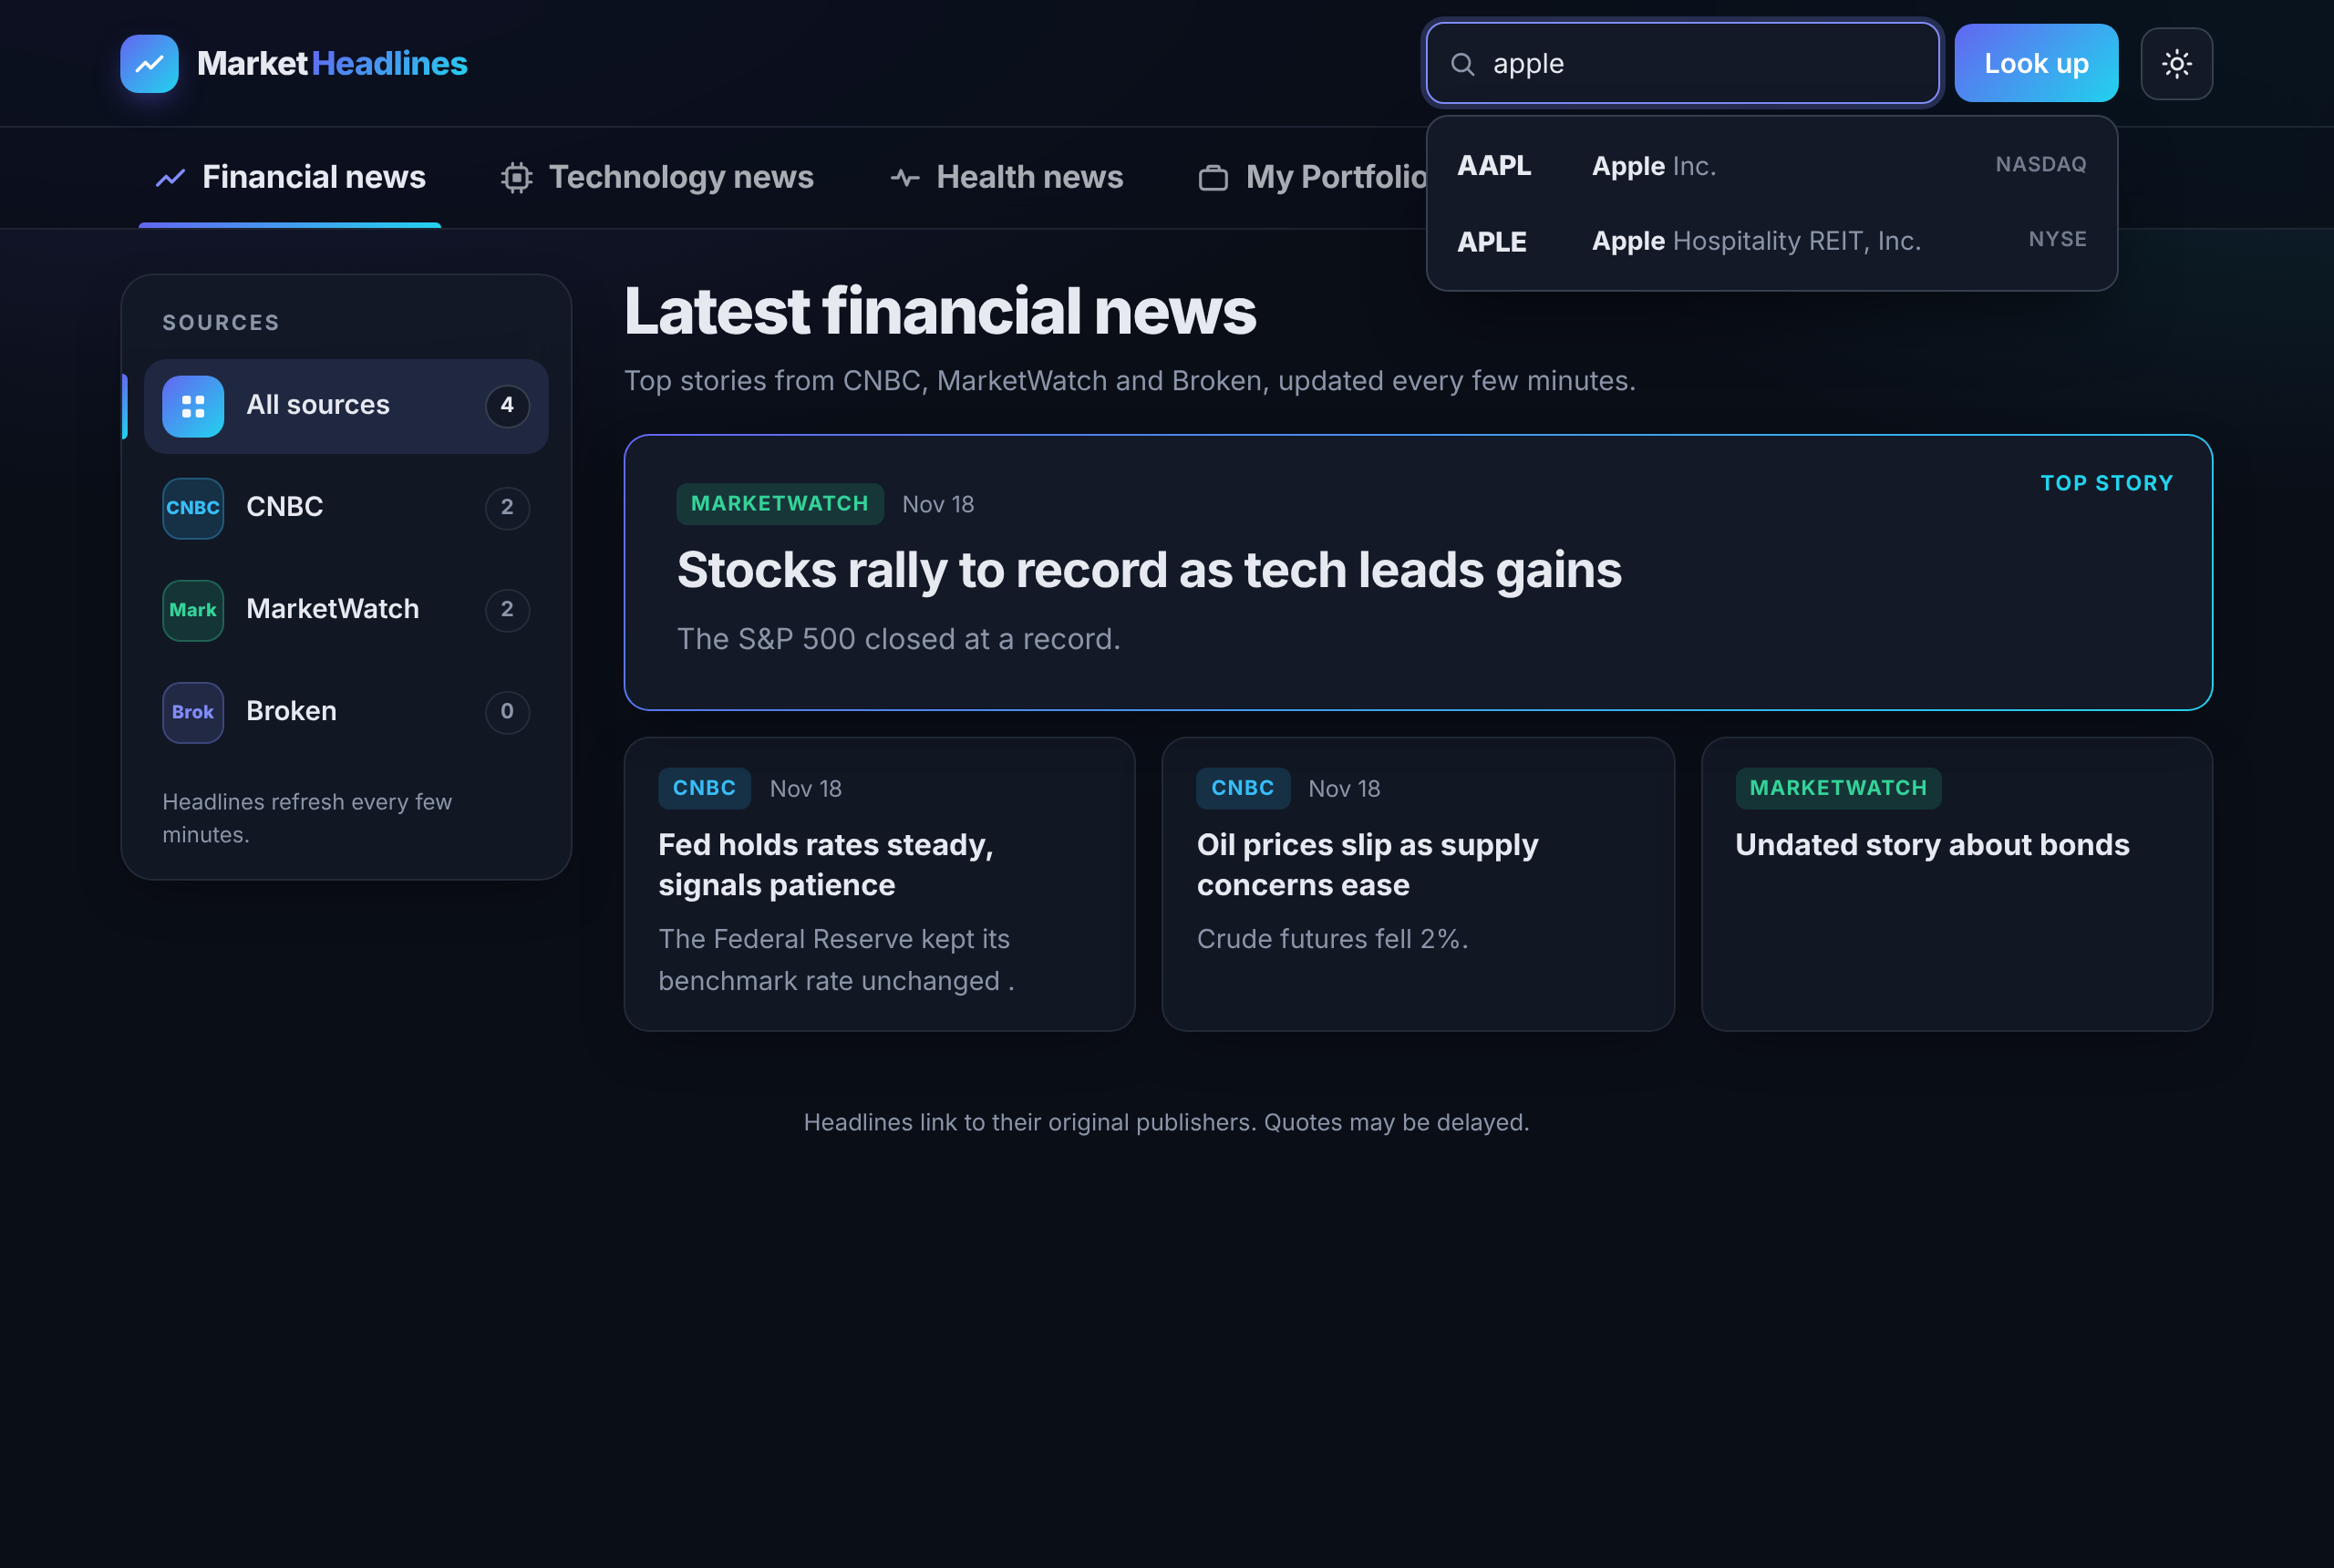 MarketHeadlines
apple
Look up
Financial news
Technology news
Health news
My Portfolio
AAPL Apple Inc. NASDAQ
APLE Apple Hospitality REIT, Inc. NYSE
SOURCES
All sources 4
CNBC CNBC 2
Mark MarketWatch 2
Brok Broken 0
Headlines refresh every few
minutes.
Latest financial news
Top stories from CNBC, MarketWatch and Broken, updated every few minutes.
TOP STORY
MARKETWATCH Nov 18
Stocks rally to record as tech leads gains
The S&P 500 closed at a record.
CNBC Nov 18
Fed holds rates steady,
signals patience
The Federal Reserve kept its
benchmark rate unchanged .
CNBC Nov 18
Oil prices slip as supply
concerns ease
Crude futures fell 2%.
MARKETWATCH
Undated story about bonds
Headlines link to their original publishers. Quotes may be delayed.